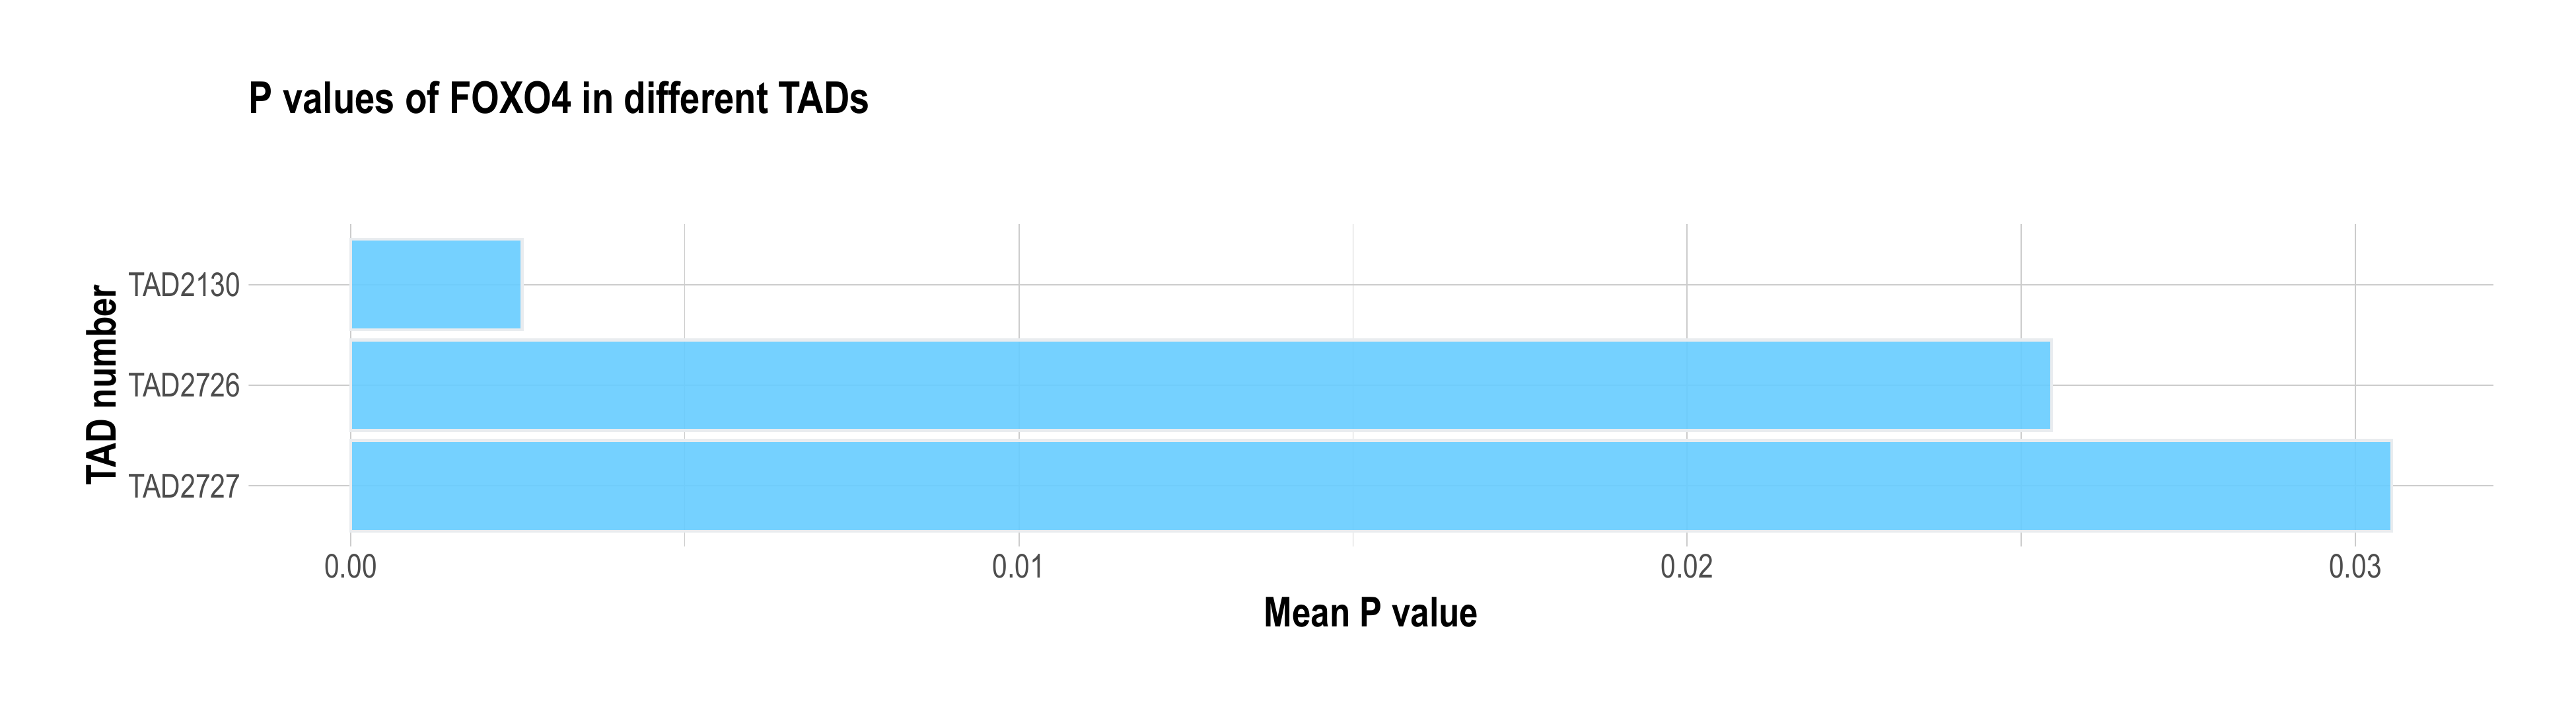 P values of FOXO4 in different TADs
TAD number
TAD2130
TAD2726
TAD2727
0.00 0.01 0.02 0.03
Mean P value